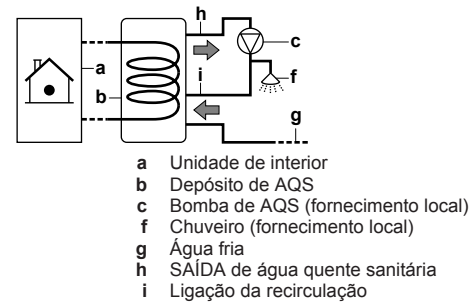 h
c
a
i
f
b
g
a Unidade de interior
b Depósito de AQS
c Bomba de AQS (fornecimento local)
f Chuveiro (fornecimento local)
g Água fria
h SAÍDA de água quente sanitária
i Ligação da recirculação